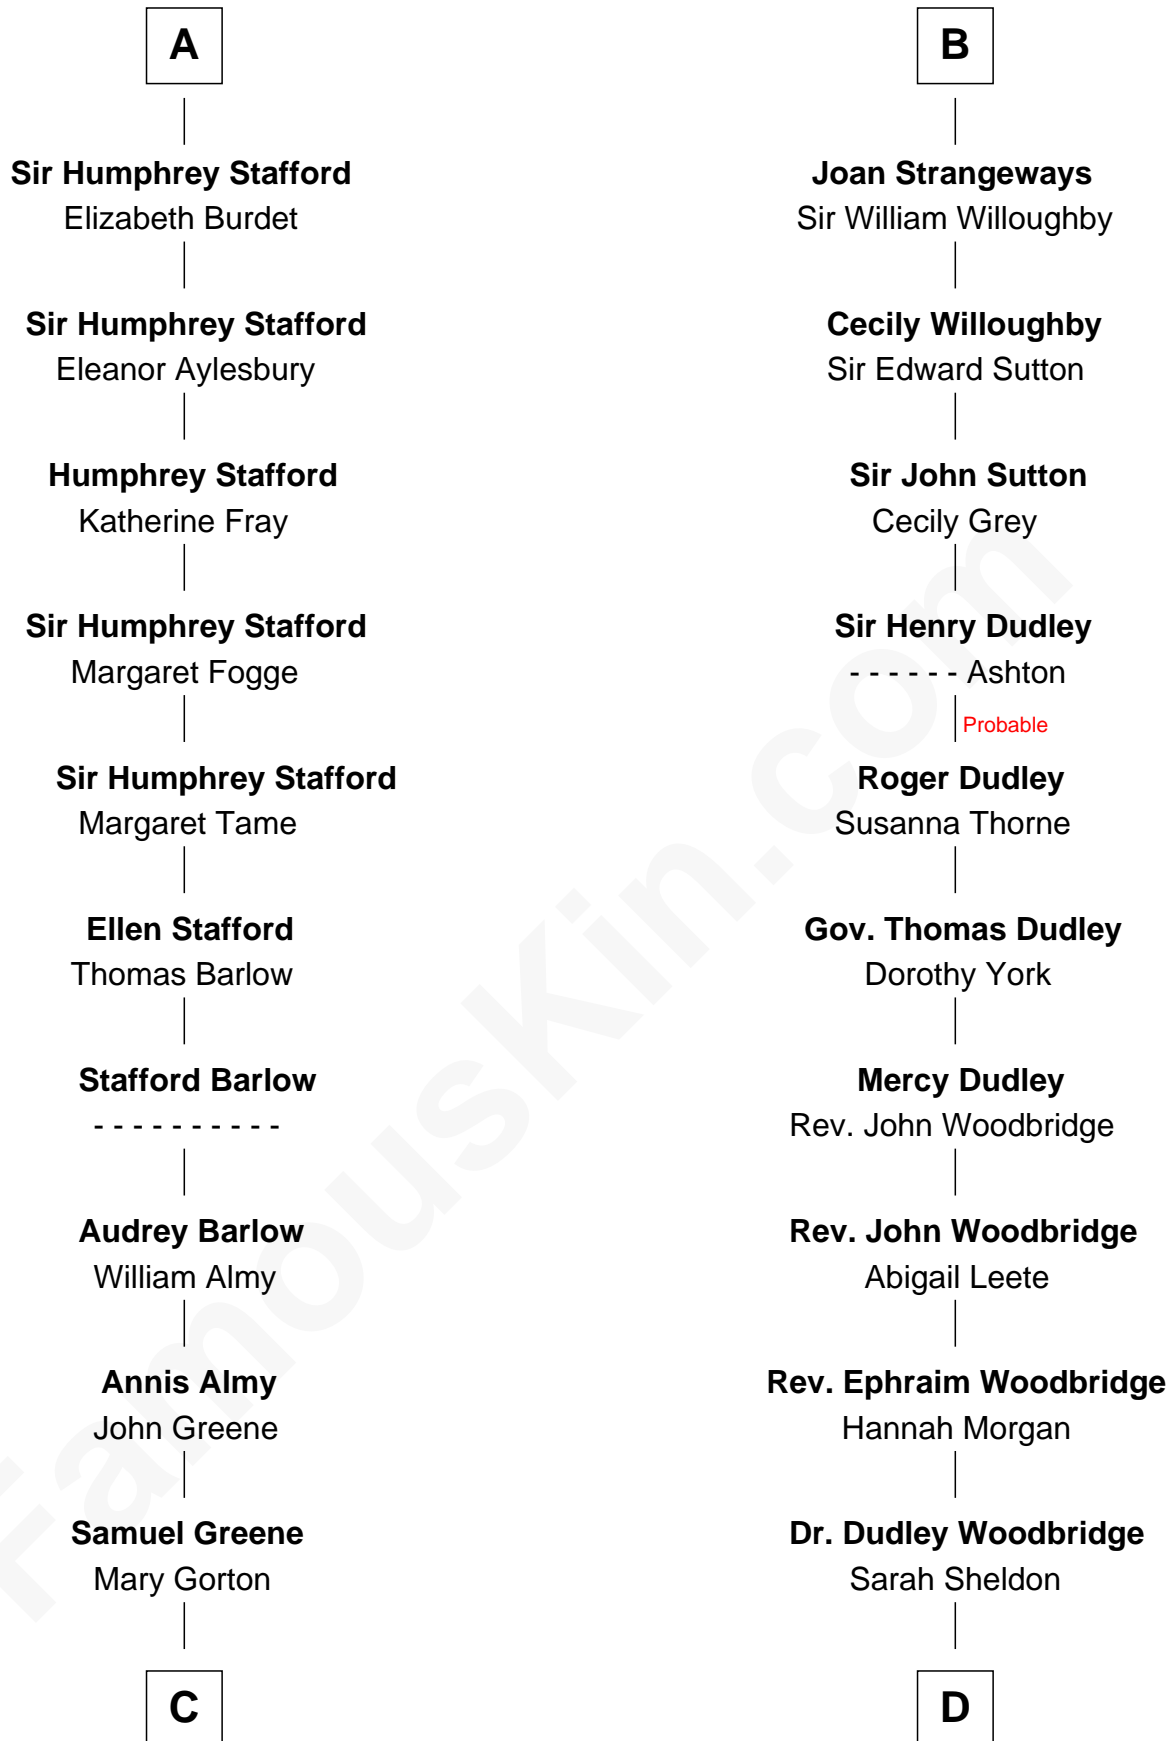 A
Sir Humphrey Stafford
Elizabeth Burdet
Sir Humphrey Stafford
Eleanor Aylesbury
Humphrey Stafford
Katherine Fray
Sir Humphrey Stafford
Margaret Fogge
Sir Humphrey Stafford
Margaret Tame
Ellen Stafford
Thomas Barlow
Stafford Barlow
- - - - - - - - - -
Audrey Barlow
William Almy
Annis Almy
John Greene
Samuel Greene
Mary Gorton
C
B
Joan Strangeways
Sir William Willoughby
Cecily Willoughby
Sir Edward Sutton
Sir John Sutton
Cecily Grey
Sir Henry Dudley
- - - - - - Ashton
Probable
Roger Dudley
Susanna Thorne
Gov. Thomas Dudley
Dorothy York
Mercy Dudley
Rev. John Woodbridge
Rev. John Woodbridge
Abigail Leete
Rev. Ephraim Woodbridge
Hannah Morgan
Dr. Dudley Woodbridge
Sarah Sheldon
D
FamousKin.com